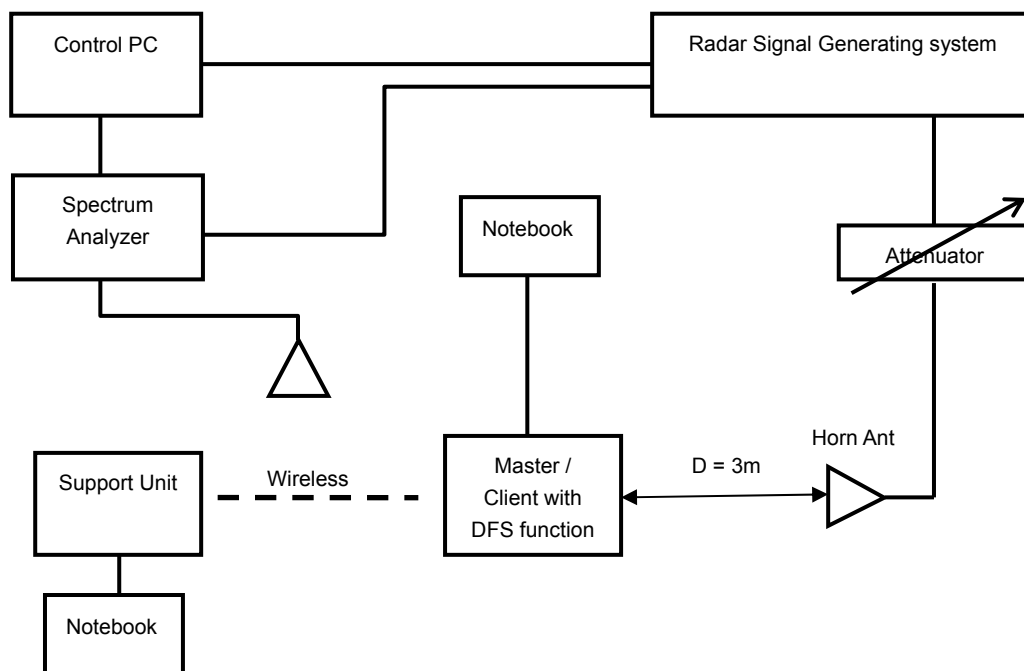 Control PC
Radar Signal Generating system
Spectrum
Analyzer
Notebook
Attenuator
Horn Ant
Support Unit
Wireless
Master /
Client with
DFS function
D = 3m
Notebook